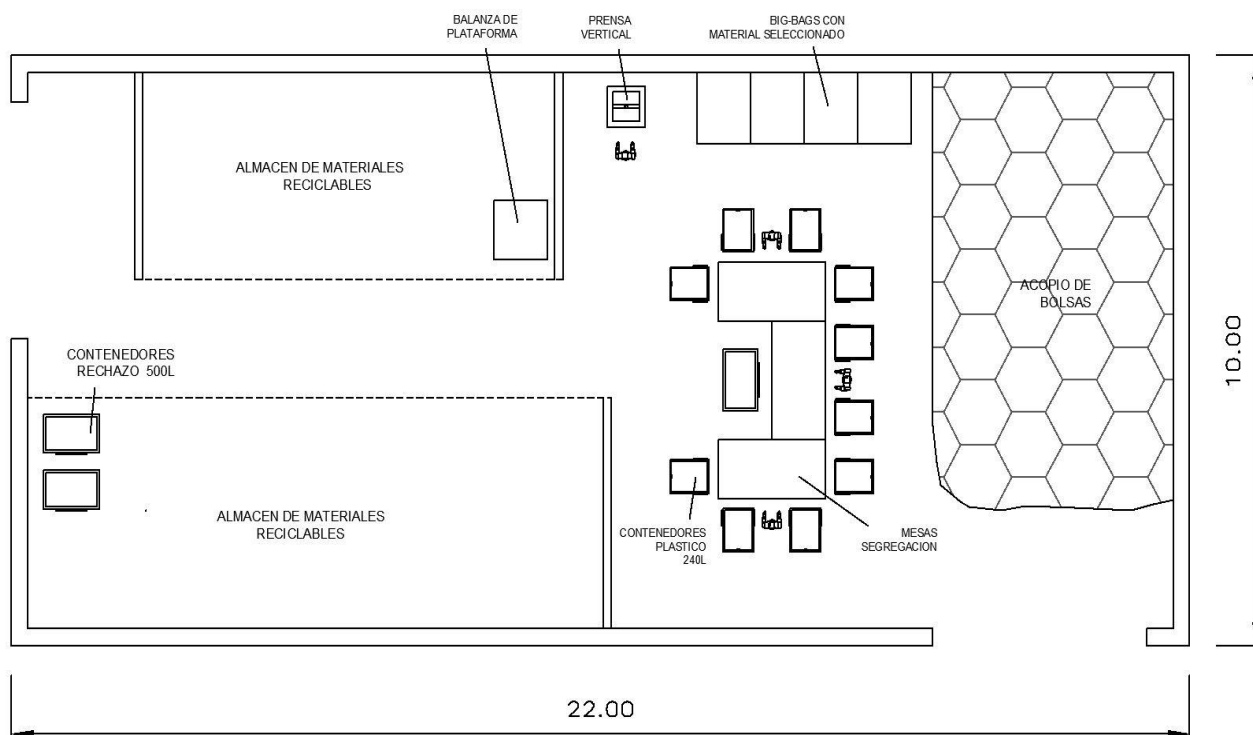 BALANZA DE
PLATAFORMA
PRENSA
VERTICAL
BIG-BAGS CON
MATERIAL SELECCIONADO
ALMACEN DE MATERIALES
RECICLABLES
ACOPIO DE
BOLSAS
10.00
CONTENEDORES
RECHAZO 500L
ALMACEN DE MATERIALES
RECICLABLES
CONTENEDORES
PLASTICO
240L
MESAS
SEGREGACION
22.00